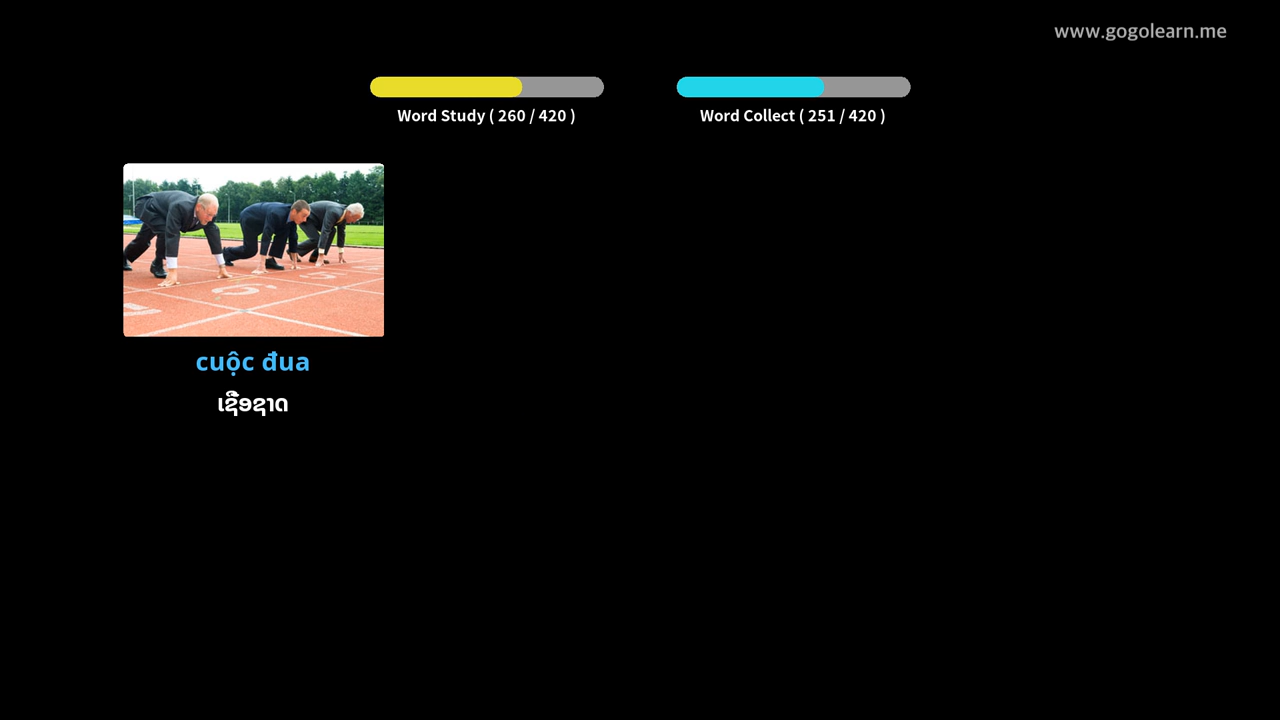 www.gogolearn.me
Word Study ( 260 / 420 )
Word Collect ( 251 / 420 )
cuộc đua
ເຊື້ອຊາດ